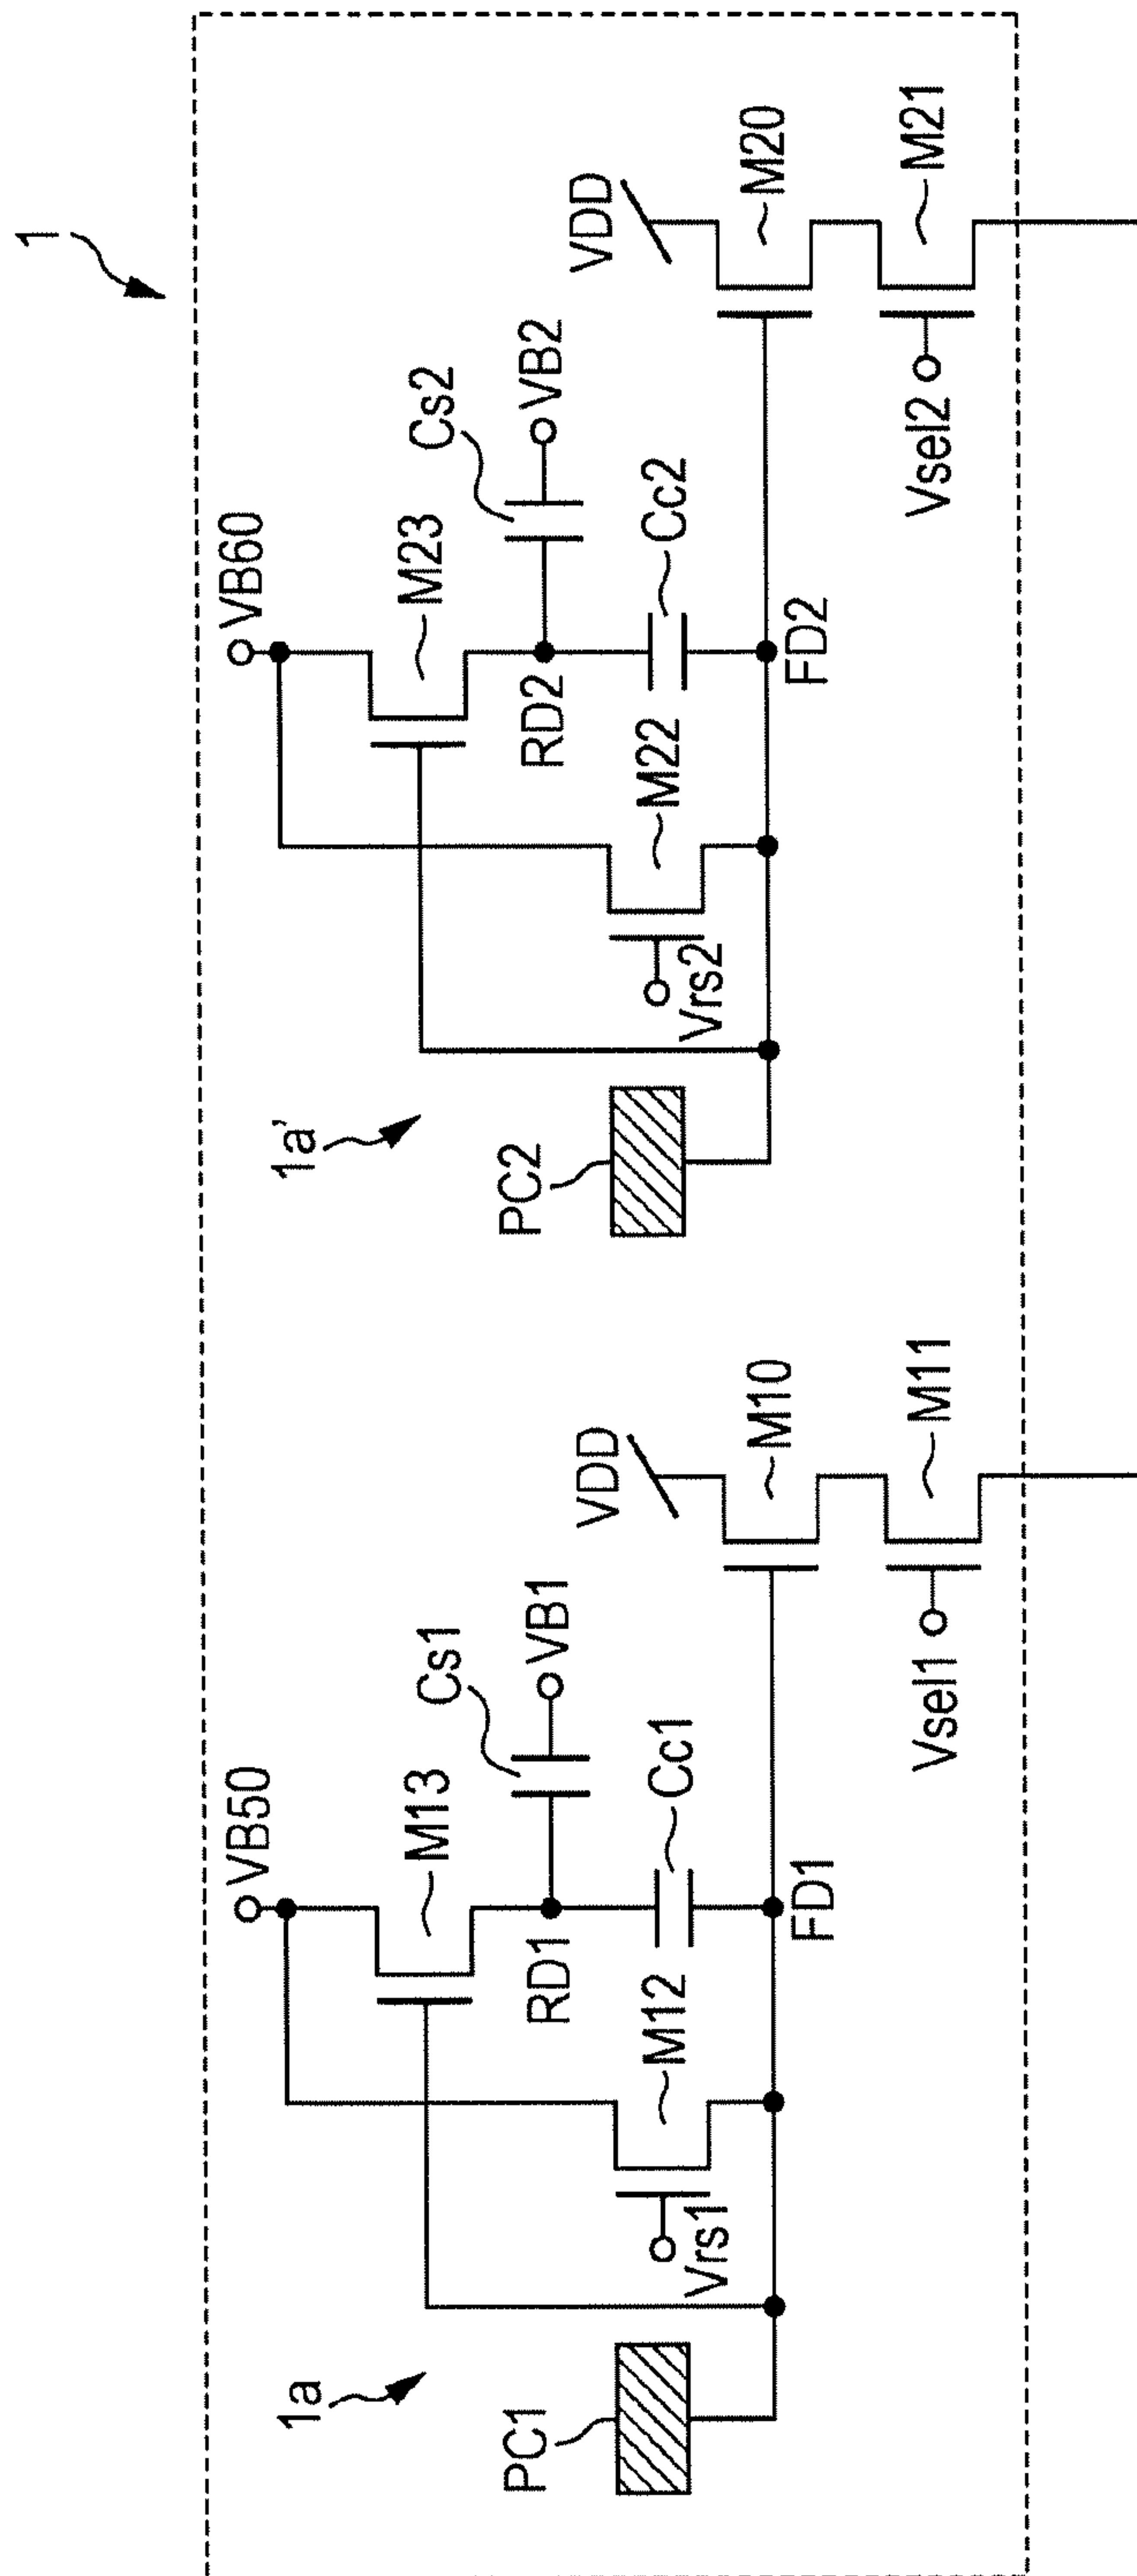 1
1a
VB50
M13
Cs1
VB1
RD1
VDD
PC1
M12
Cc1
M10
Vrs1
FD1
M11
Vsel1
1a'
VB60
M23
Cs2
VB2
RD2
VDD
PC2
M22
Cc2
M20
Vrs2
FD2
M21
Vsel2